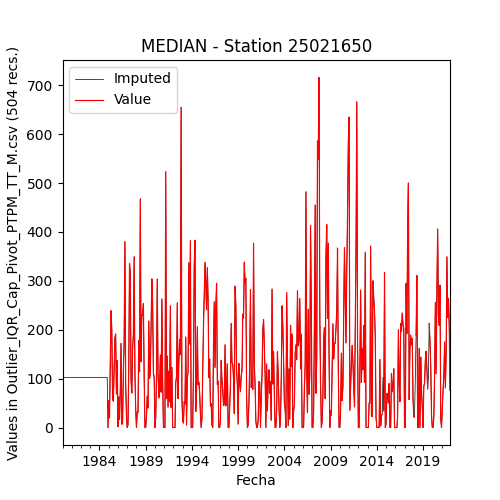 MEDIAN - Station 25021650
Imputed
Value
Values in Outlier_IQR_Cap_Pivot_PTPM_TT_M.csv (504 recs.)
700
600
500
400
300
200
100
0
1984 1989 1994 1999 2004 2009 2014 2019
Fecha